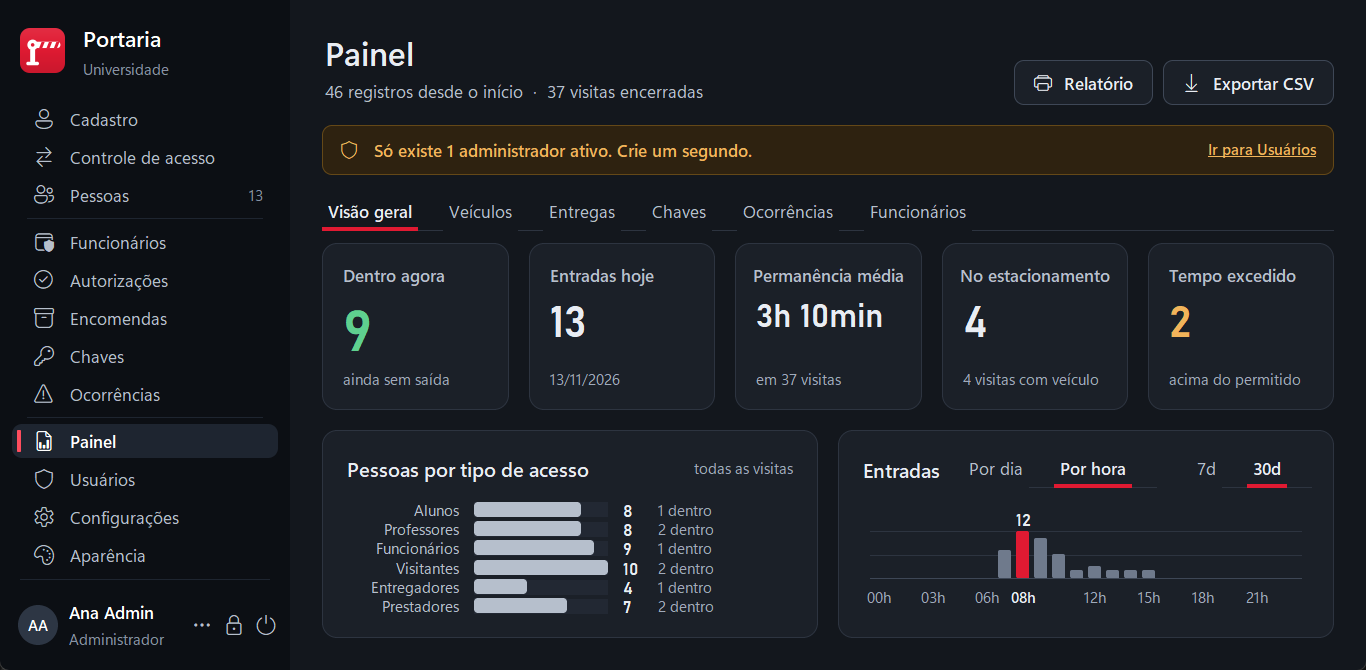 Portaria
Universidade
Cadastro
Controle de acesso
Pessoas 13
Funcionários
Autorizações
Encomendas
Chaves
Ocorrências
Painel
Usuários
Configurações
Aparência
AA
Ana Admin
Administrador
Painel
46 registros desde o início · 37 visitas encerradas
Relatório
Exportar CSV
Só existe 1 administrador ativo. Crie um segundo.
Ir para Usuários
Visão geral Veículos Entregas Chaves Ocorrências Funcionários
Dentro agora
9
ainda sem saída
Entradas hoje
13
13/11/2026
Permanência média
3h 10min
em 37 visitas
No estacionamento
4
4 visitas com veículo
Tempo excedido
2
acima do permitido
Pessoas por tipo de acesso todas as visitas
Alunos 8 1 dentro
Professores 8 2 dentro
Funcionários 9 1 dentro
Visitantes 10 2 dentro
Entregadores 4 1 dentro
Prestadores 7 2 dentro
Entradas Por dia Por hora 7d 30d
12
00h 03h 06h 08h 12h 15h 18h 21h